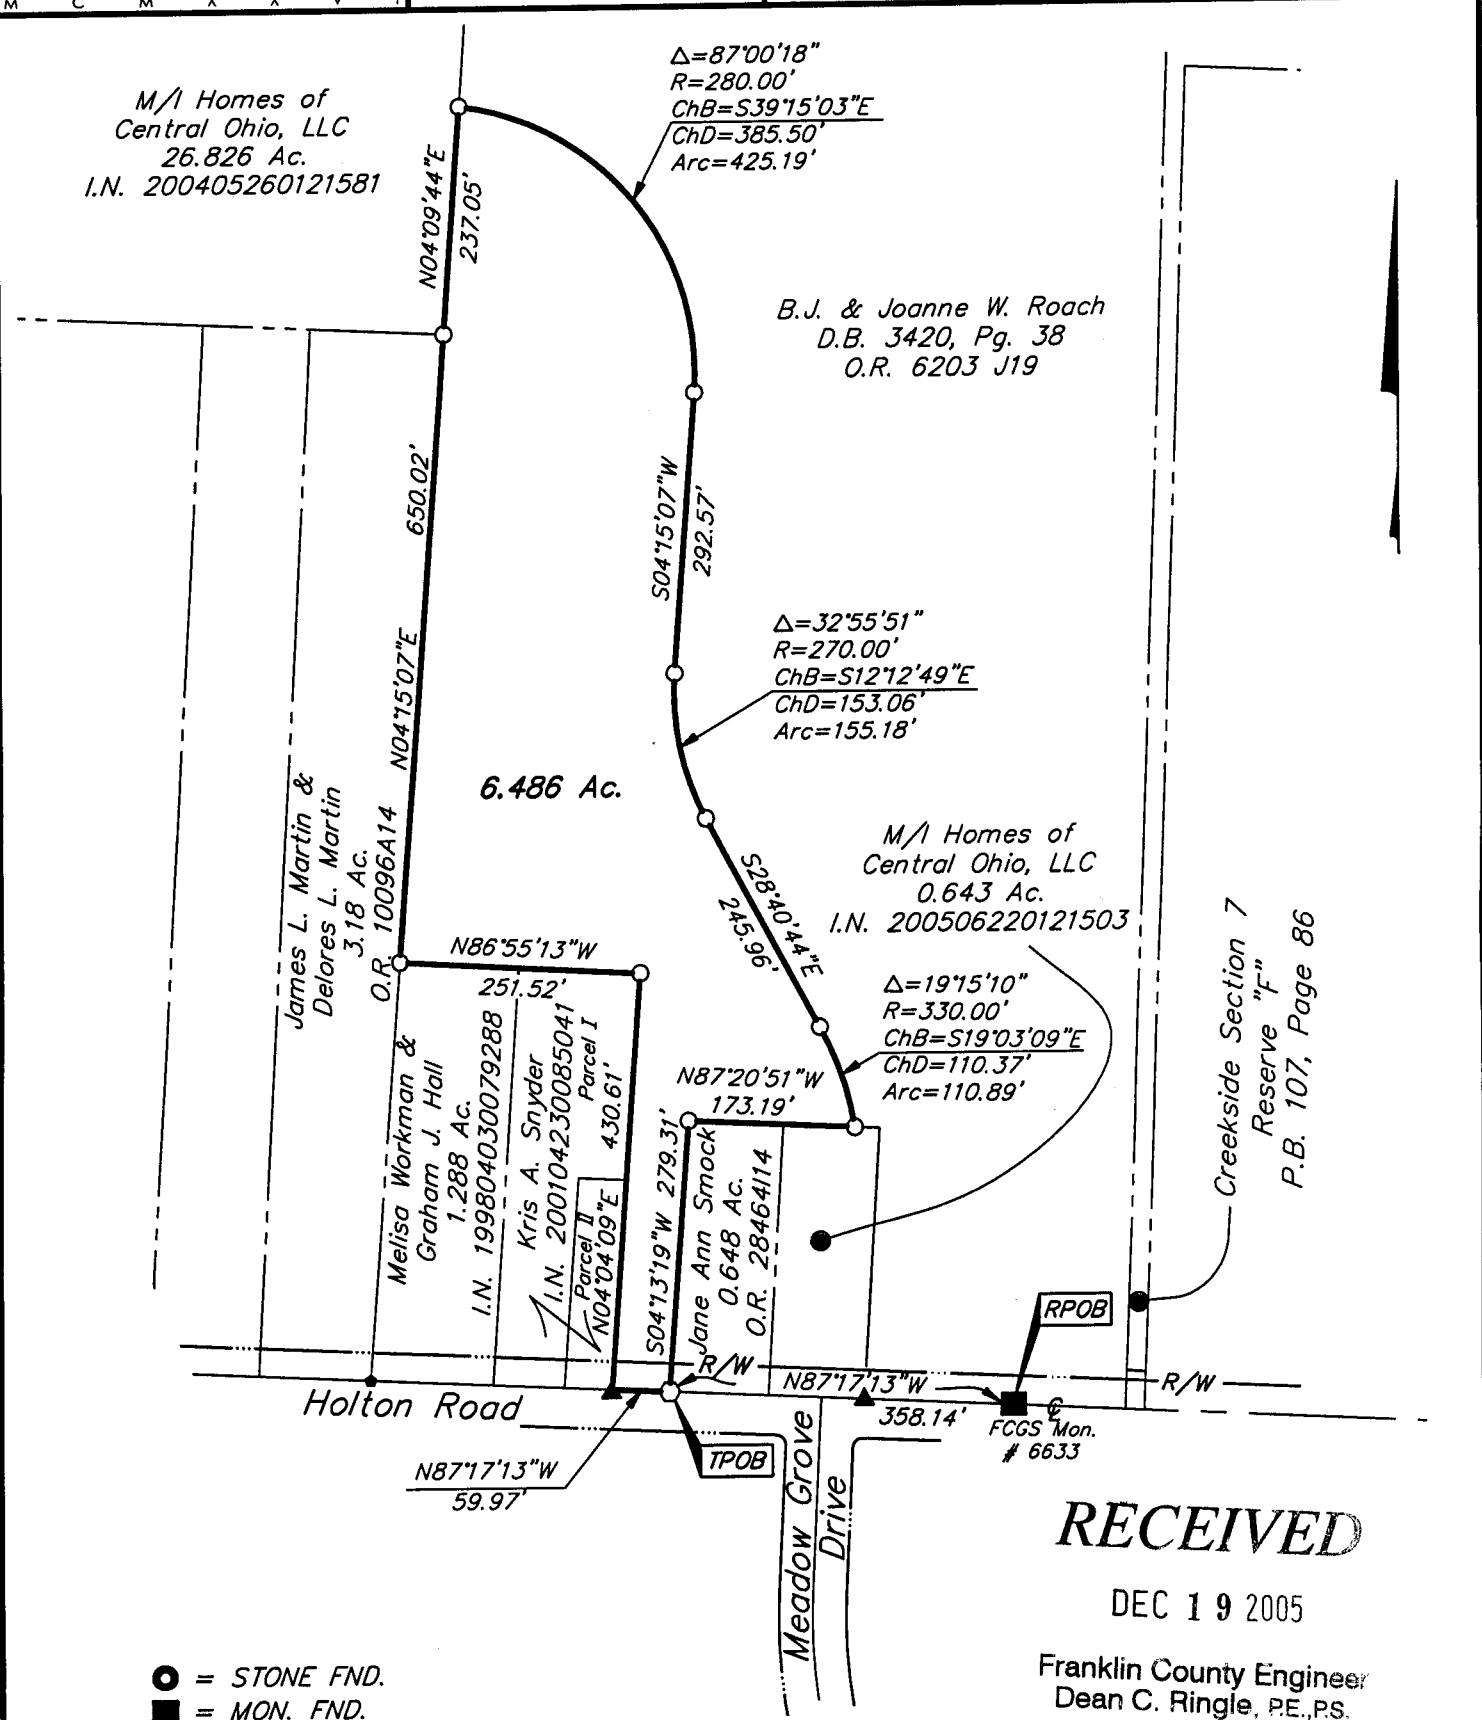 M C M X X V I
M/I Homes of
Central Ohio, LLC
26.826 Ac.
I.N. 200405260121581
Δ=87°00'18"
R=280.00'
ChB=S39°15'03"E
ChD=385.50'
Arc=425.19'
N04°09'44"E
237.05'
B.J. & Joanne W. Roach
D.B. 3420, Pg. 38
O.R. 6203 J19
650.02'
N04°15'07"E
S04°15'07"W
292.57'
Δ=32°55'51"
R=270.00'
ChB=S12°12'49"E
ChD=153.06'
Arc=155.18'
6.486 Ac.
James L. Martin &
Delores L. Martin
3.18 Ac.
O.R. 10096A14
S28°40'44"E
245.96'
M/I Homes of
Central Ohio, LLC
0.643 Ac.
I.N. 200506220121503
Δ=19°15'10"
R=330.00'
ChB=S19°03'09"E
ChD=110.37'
Arc=110.89'
Creekside Section 7
Reserve "F"
P.B. 107, Page 86
N86°55'13"W
251.52'
Melisa Workman &
Graham J. Hall
1.288 Ac.
I.N. 199804030079288
Kris A. Snyder
I.N. 200104230085041
Parcel I
Parcel II
N04°04'09"E 430.61'
N87°20'51"W
173.19'
S04°13'19"W 279.31'
Jane Ann Smock
0.648 Ac.
O.R. 28464I14
RPOB
R/W
N87°17'13"W
358.14'
R/W
Holton Road
FCGS Mon.
# 6633
TPOB
N87°17'13"W
59.97'
Meadow Grove
Drive
RECEIVED
DEC 19 2005
Franklin County Engineer
Dean C. Ringle, P.E.,P.S.
= STONE FND.
= MON. FND.